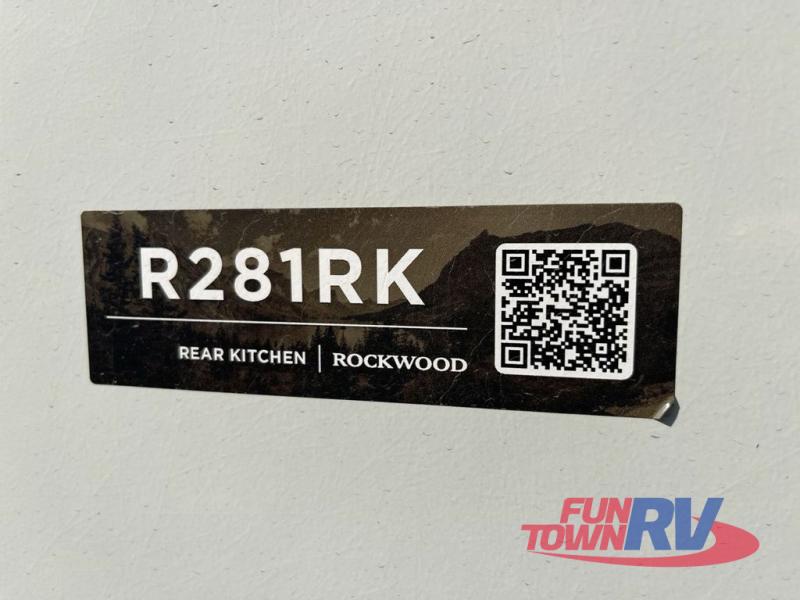 R281RK
REAR KITCHEN | ROCKWOOD
FUN
TOWN RV